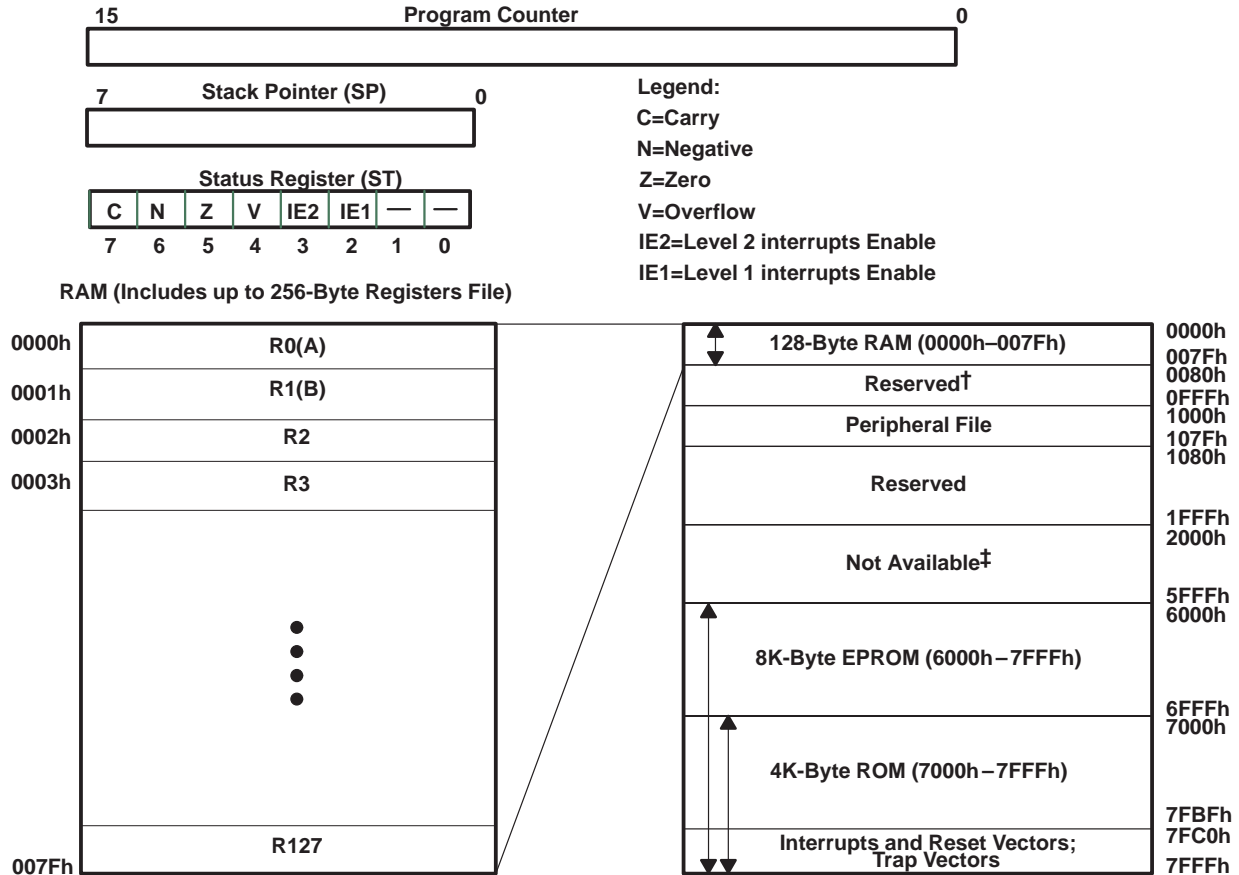 15 Program Counter 0
7 Stack Pointer (SP) 0
Status Register (ST)
C N Z V IE2 IE1 — —
7 6 5 4 3 2 1 0
Legend:
C=Carry
N=Negative
Z=Zero
V=Overflow
IE2=Level 2 interrupts Enable
IE1=Level 1 interrupts Enable
RAM (Includes up to 256-Byte Registers File)
0000h R0(A)
0001h R1(B)
0002h R2
0003h R3
R127
007Fh
128-Byte RAM (0000h–007Fh)
0000h
007Fh
Reserved†
0080h
0FFFh
Peripheral File
1000h
107Fh
Reserved
1080h
1FFFh
Not Available‡
2000h
5FFFh
8K-Byte EPROM (6000h–7FFFh)
6000h
6FFFh
4K-Byte ROM (7000h–7FFFh)
7000h
7FBFh
Interrupts and Reset Vectors;
Trap Vectors
7FC0h
7FFFh